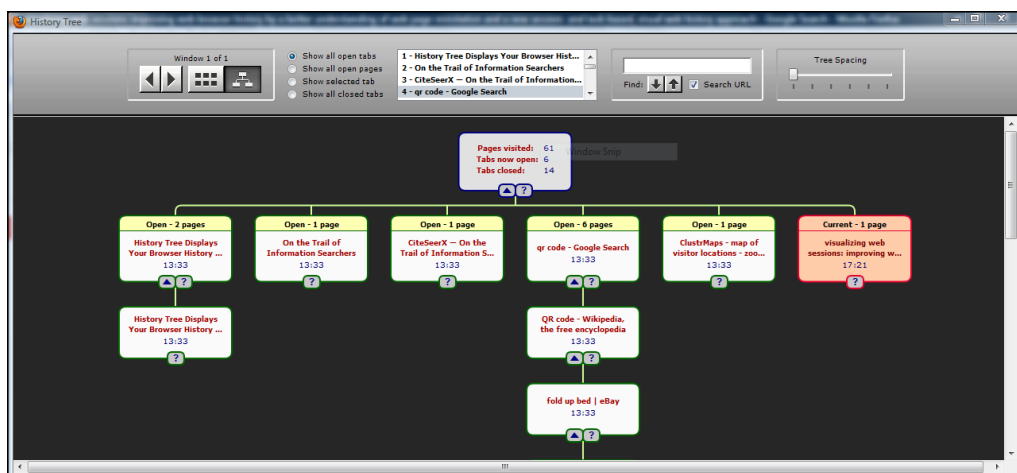 History Tree
Window 1 of 1
Show all open tabs
Show all open pages
Show selected tab
Show all closed tabs
1 - History Tree Displays Your Browser Hist...
2 - On the Trail of Information Searchers
3 - CiteSeerX — On the Trail of Information...
4 - qr code - Google Search
Find:
Search URL
Tree Spacing
Pages visited: 61
Tabs now open: 6
Tabs closed: 14
Window Snip
Open - 2 pages
History Tree Displays
Your Browser History ...
13:33
?
Open - 1 page
On the Trail of
Information Searchers
13:33
?
Open - 1 page
CiteSeerX — On the
Trail of Information S...
13:33
?
Open - 6 pages
qr code - Google Search
13:33
?
Open - 1 page
ClustrMaps - map of
visitor locations - zoo...
13:33
?
Current - 1 page
visualizing web
sessions: improving w...
17:21
?
History Tree Displays
Your Browser History ...
13:33
?
QR code - Wikipedia,
the free encyclopedia
13:33
?
fold up bed | eBay
13:33
?